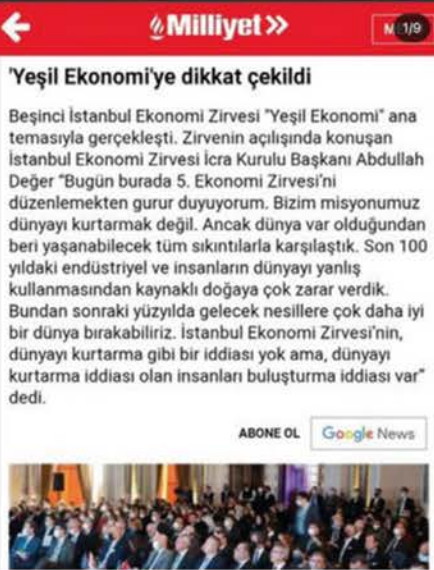 Milliyet
M
1/9
'Yeşil Ekonomi'ye dikkat çekildi
Beşinci İstanbul Ekonomi Zirvesi "Yeşil Ekonomi" ana
temasıyla gerçekleşti. Zirvenin açılışında konuşan
İstanbul Ekonomi Zirvesi İcra Kurulu Başkanı Abdullah
Değer "Bugün burada 5. Ekonomi Zirvesi'ni
düzenlemekten gurur duyuyorum. Bizim misyonumuz
dünyayı kurtarmak değil. Ancak dünya var olduğundan
beri yaşanabilecek tüm sıkıntılarla karşılaştık. Son 100
yıldaki endüstriyel ve insanların dünyayı yanlış
kullanmasından kaynaklı doğaya çok zarar verdik.
Bundan sonraki yüzyılda gelecek nesillere çok daha iyi
bir dünya bırakabiliriz. İstanbul Ekonomi Zirvesi'nin,
dünyayı kurtarma gibi bir iddiası yok ama, dünyayı
kurtarma iddiası olan insanları buluşturma iddiası var"
dedi.
ABONE OL Google News